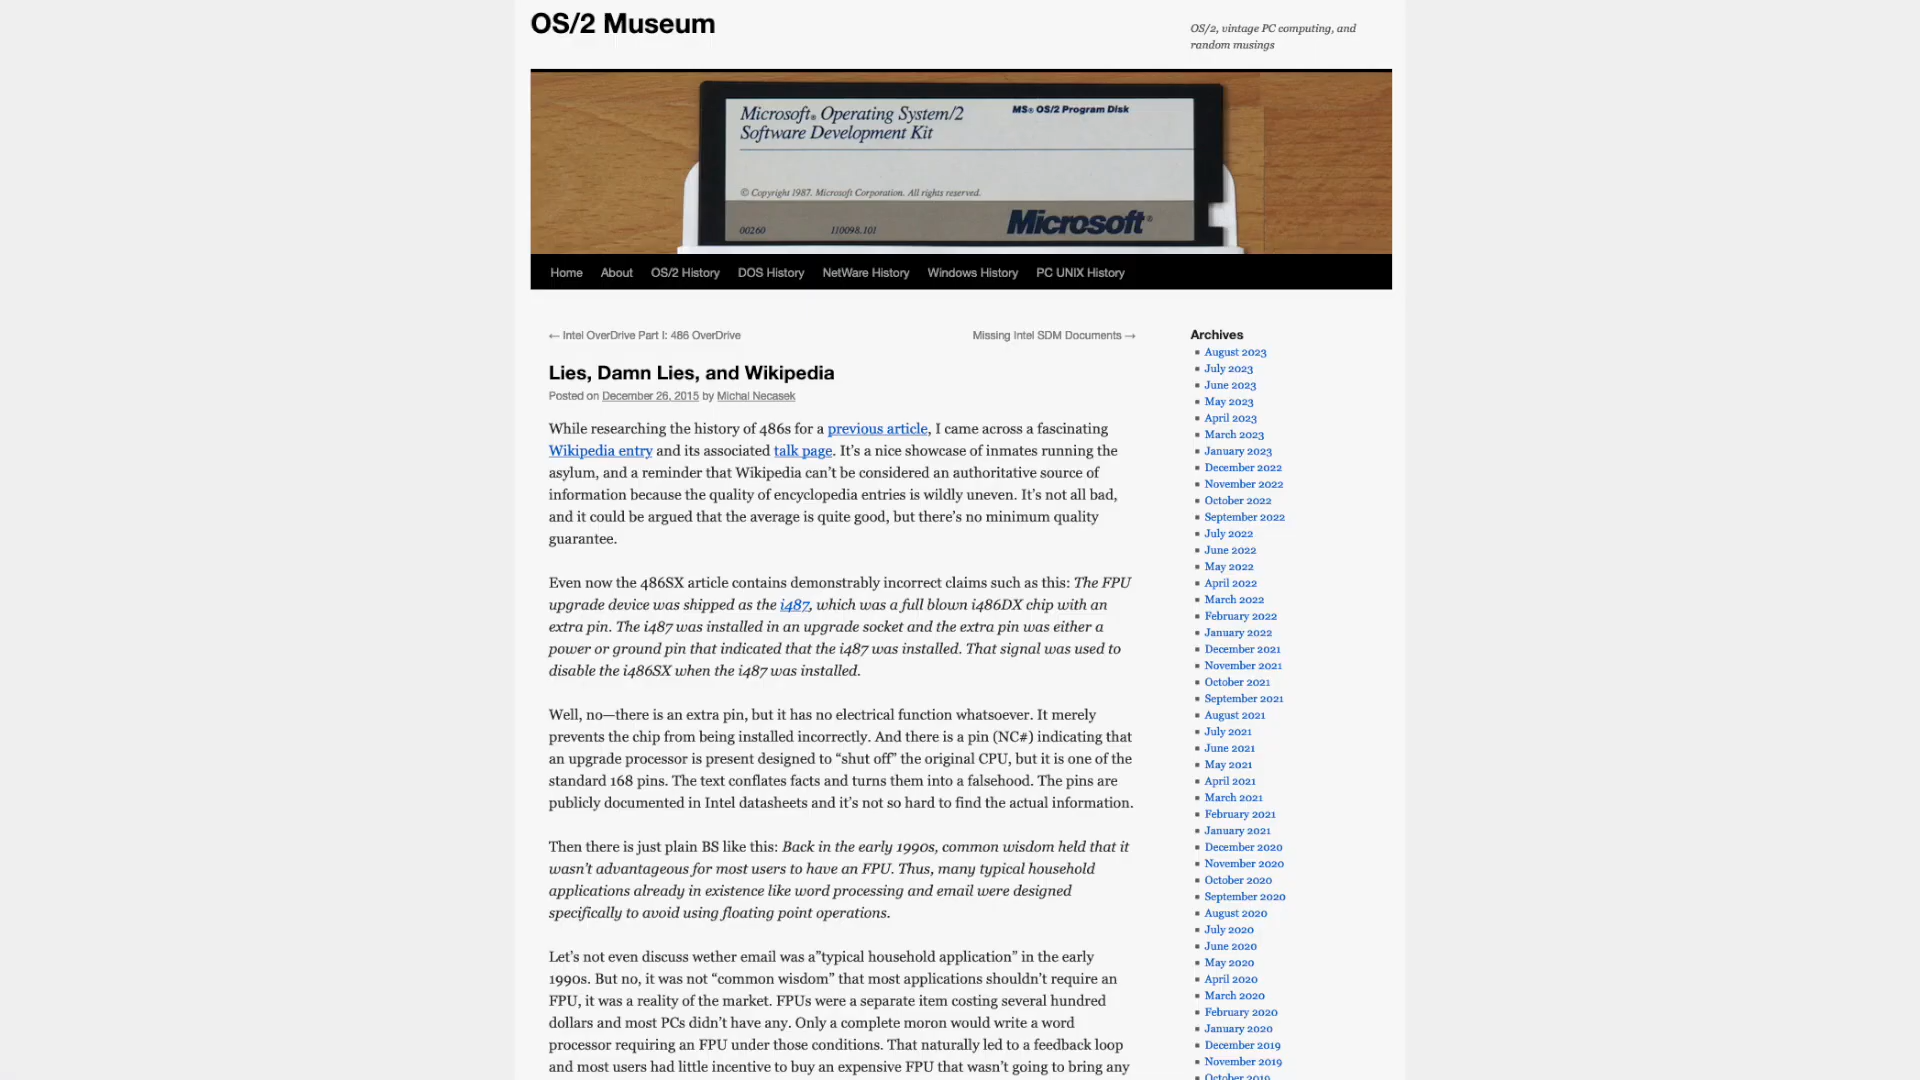 OS/2 Museum
OS/2, vintage PC computing, and
random musings
Microsoft® Operating System/2
Software Development Kit
MS® OS/2 Program Disk
© Copyright 1987. Microsoft Corporation. All rights reserved.
00260 110098.101
Microsoft®
Home About OS/2 History DOS History NetWare History Windows History PC UNIX History
← Intel OverDrive Part I: 486 OverDrive
Missing Intel SDM Documents →
Lies, Damn Lies, and Wikipedia
Posted on December 26, 2015 by Michal Necasek
While researching the history of 486s for a previous article, I came across a fascinating
Wikipedia entry and its associated talk page. It’s a nice showcase of inmates running the
asylum, and a reminder that Wikipedia can’t be considered an authoritative source of
information because the quality of encyclopedia entries is wildly uneven. It’s not all bad,
and it could be argued that the average is quite good, but there’s no minimum quality
guarantee.
Even now the 486SX article contains demonstrably incorrect claims such as this: The FPU
upgrade device was shipped as the i487, which was a full blown i486DX chip with an
extra pin. The i487 was installed in an upgrade socket and the extra pin was either a
power or ground pin that indicated that the i487 was installed. That signal was used to
disable the i486SX when the i487 was installed.
Well, no—there is an extra pin, but it has no electrical function whatsoever. It merely
prevents the chip from being installed incorrectly. And there is a pin (NC#) indicating that
an upgrade processor is present designed to “shut off” the original CPU, but it is one of the
standard 168 pins. The text conflates facts and turns them into a falsehood. The pins are
publicly documented in Intel datasheets and it’s not so hard to find the actual information.
Then there is just plain BS like this: Back in the early 1990s, common wisdom held that it
wasn’t advantageous for most users to have an FPU. Thus, many typical household
applications already in existence like word processing and email were designed
specifically to avoid using floating point operations.
Let’s not even discuss wether email was a”typical household application” in the early
1990s. But no, it was not “common wisdom” that most applications shouldn’t require an
FPU, it was a reality of the market. FPUs were a separate item costing several hundred
dollars and most PCs didn’t have any. Only a complete moron would write a word
processor requiring an FPU under those conditions. That naturally led to a feedback loop
and most users had little incentive to buy an expensive FPU that wasn’t going to bring any
Archives
August 2023
July 2023
June 2023
May 2023
April 2023
March 2023
January 2023
December 2022
November 2022
October 2022
September 2022
July 2022
June 2022
May 2022
April 2022
March 2022
February 2022
January 2022
December 2021
November 2021
October 2021
September 2021
August 2021
July 2021
June 2021
May 2021
April 2021
March 2021
February 2021
January 2021
December 2020
November 2020
October 2020
September 2020
August 2020
July 2020
June 2020
May 2020
April 2020
March 2020
February 2020
January 2020
December 2019
November 2019
October 2019